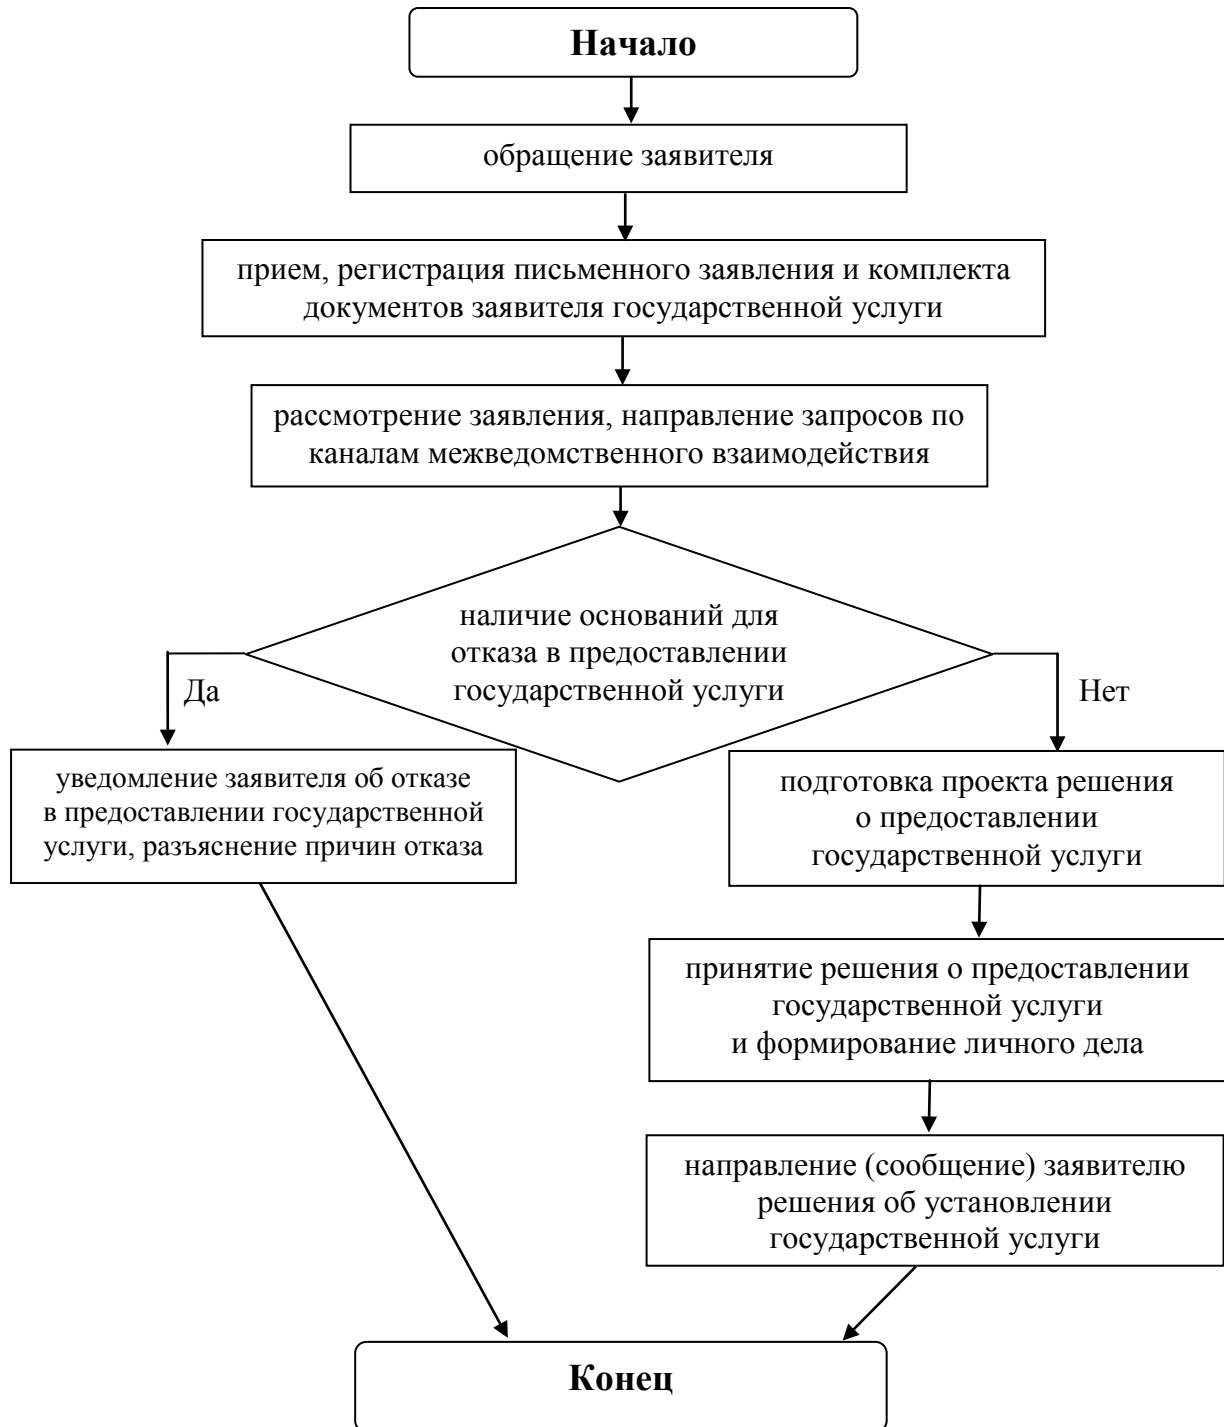 Начало
обращение заявителя
прием, регистрация письменного заявления и комплекта
документов заявителя государственной услуги
рассмотрение заявления, направление запросов по
каналам межведомственного взаимодействия
наличие оснований для
отказа в предоставлении
государственной услуги
Да
Нет
уведомление заявителя об отказе
в предоставлении государственной
услуги, разъяснение причин отказа
подготовка проекта решения
о предоставлении
государственной услуги
принятие решения о предоставлении
государственной услуги
и формирование личного дела
направление (сообщение) заявителю
решения об установлении
государственной услуги
Конец